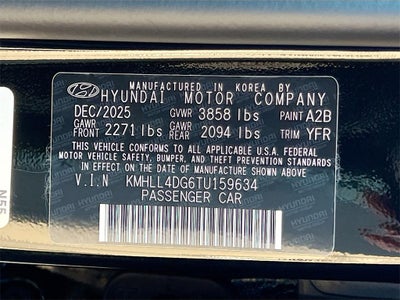 MANUFACTURED IN KOREA BY
HYUNDAI MOTOR COMPANY
DEC/2025 GVWR 3858 lbs PAINT A2B
GAWR FRONT 2271 lbs GAWR REAR 2094 lbs TRIM YFR
THIS VEHICLE CONFORMS TO ALL APPLICABLE U.S.A. FEDERAL
MOTOR VEHICLE SAFETY, BUMPER, AND THEFT PREVENTION STANDARDS
IN EFFECT ON THE DATE OF MANUFACTURE SHOWN ABOVE.
V.I.N KMHLL4DG6TU159634
PASSENGER CAR
N55